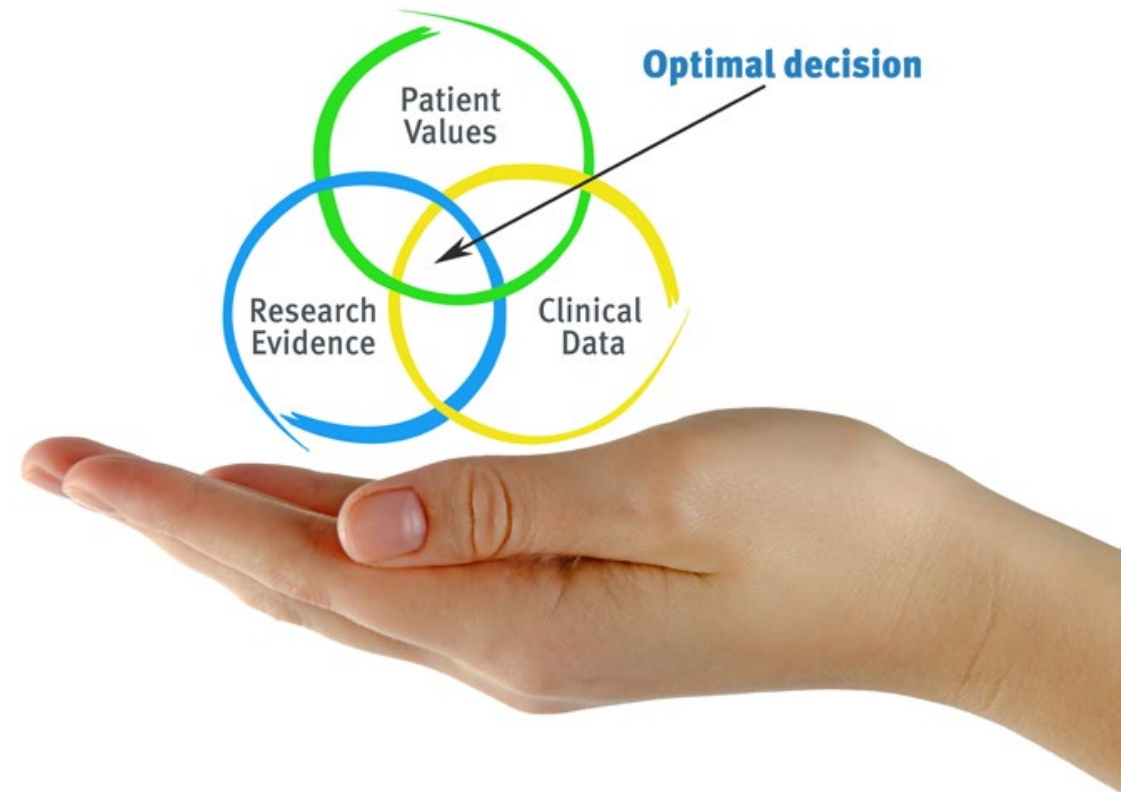 Optimal decision
Patient
Values
Research
Evidence
Clinical
Data